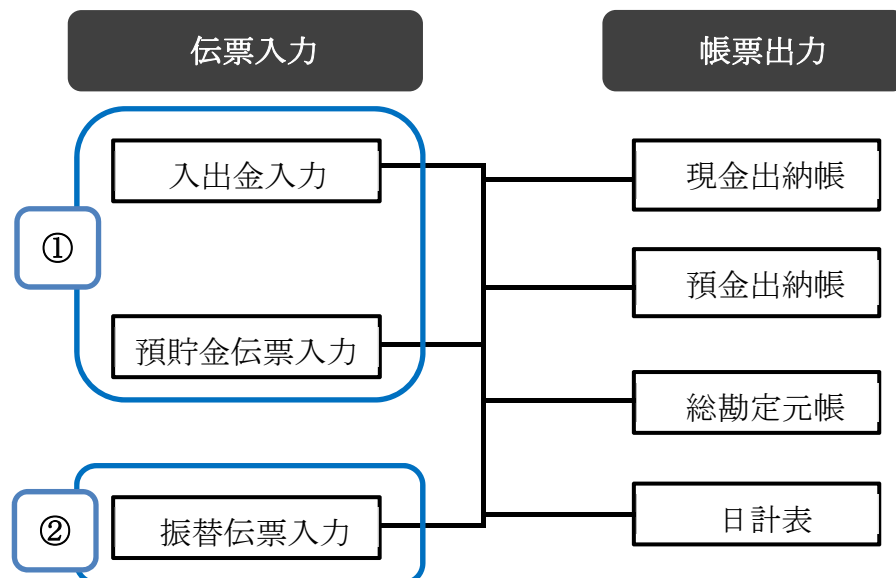 伝票入力
帳票出力
①
入出金入力
預貯金伝票入力
②
振替伝票入力
現金出納帳
預金出納帳
総勘定元帳
日計表